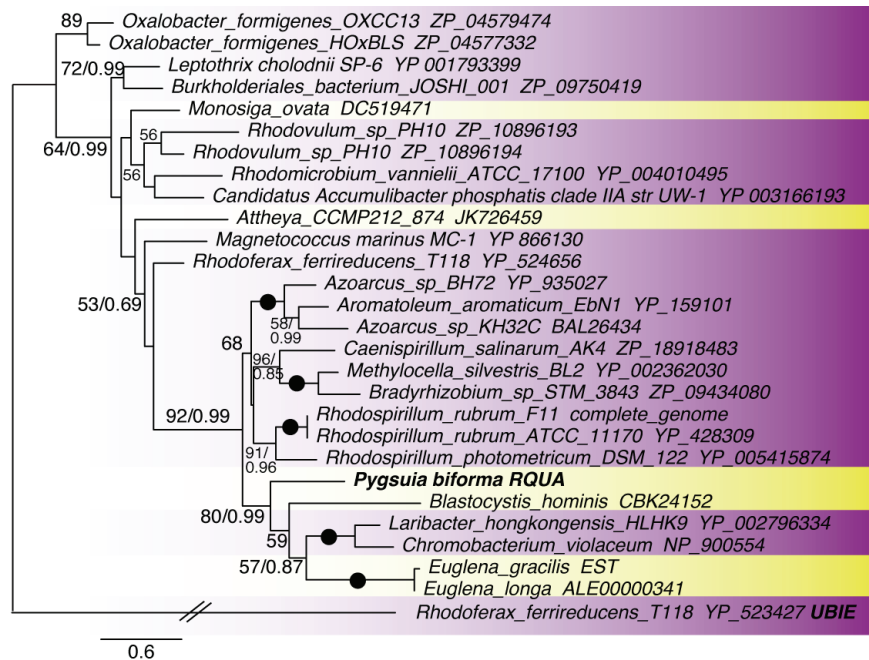 89
Oxalobacter_formigenes_OXCC13 ZP_04579474
Oxalobacter_formigenes_HOxBLS ZP_04577332
72/0.99
Leptothrix cholodnii SP-6 YP 001793399
Burkholderiales_bacterium_JOSHI_001 ZP_09750419
Monosiga_ovata DC519471
56
Rhodovulum_sp_PH10 ZP_10896193
64/0.99
Rhodovulum_sp_PH10 ZP_10896194
56
Rhodomicrobium_vannielii_ATCC_17100 YP_004010495
Candidatus Accumulibacter phosphatis clade IIA str UW-1 YP 003166193
Attheya_CCMP212_874 JK726459
Magnetococcus marinus MC-1 YP 866130
Rhodoferax_ferrireducens_T118 YP_524656
Azoarcus_sp_BH72 YP_935027
53/0.69
Aromatoleum_aromaticum_EbN1 YP_159101
58/
0.99
Azoarcus_sp_KH32C BAL26434
68
Caenispirillum_salinarum_AK4 ZP_18918483
96/
0.85
Methylocella_silvestris_BL2 YP_002362030
Bradyrhizobium_sp_STM_3843 ZP_09434080
92/0.99
Rhodospirillum_rubrum_F11 complete_genome
Rhodospirillum_rubrum_ATCC_11170 YP_428309
91/
0.96
Rhodospirillum_photometricum_DSM_122 YP_005415874
Pygsuia biforma RQUA
80/0.99
Blastocystis_hominis CBK24152
Laribacter_hongkongensis_HLHK9 YP_002796334
59
Chromobacterium_violaceum NP_900554
57/0.87
Euglena_gracilis EST
Euglena_longa ALE00000341
Rhodoferax_ferrireducens_T118 YP_523427 UBIE
0.6